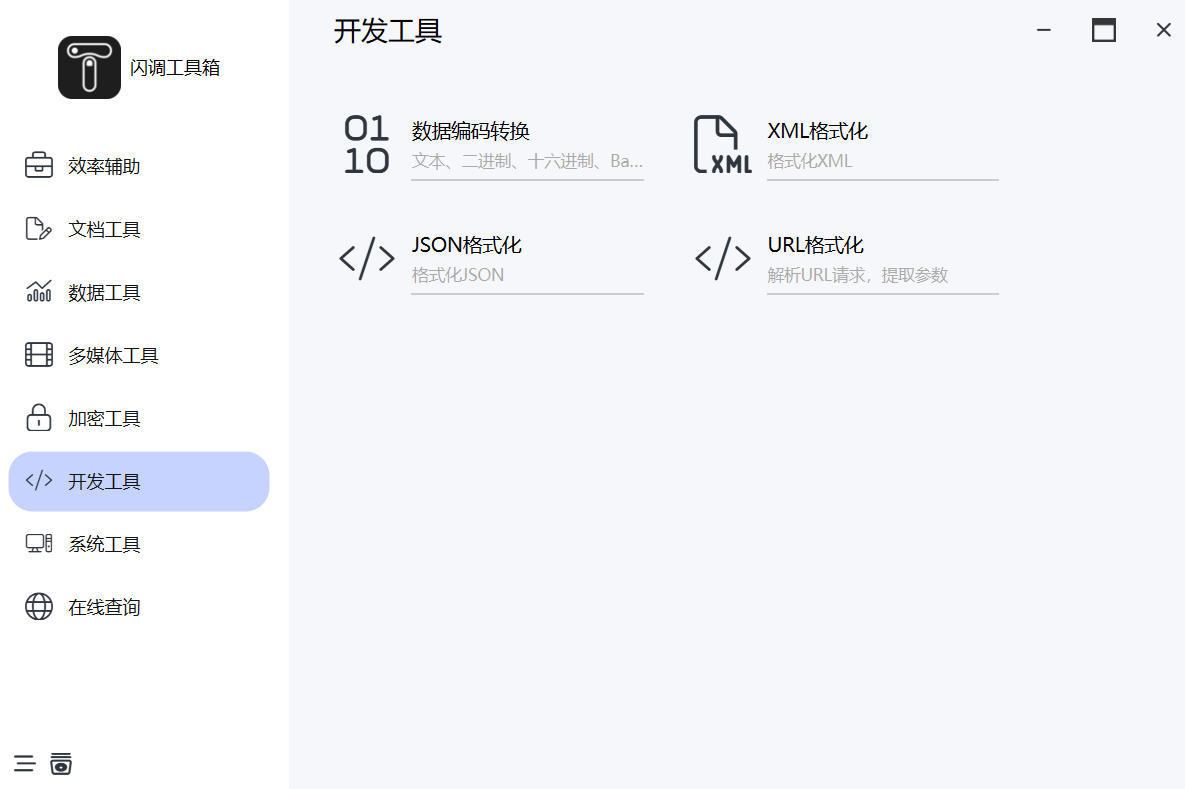 闪调工具箱
效率辅助
文档工具
数据工具
多媒体工具
加密工具
开发工具
系统工具
在线查询
开发工具
01
10
数据编码转换
文本、二进制、十六进制、Ba...
XML
XML格式化
格式化XML
</>
JSON格式化
格式化JSON
</>
URL格式化
解析URL请求，提取参数